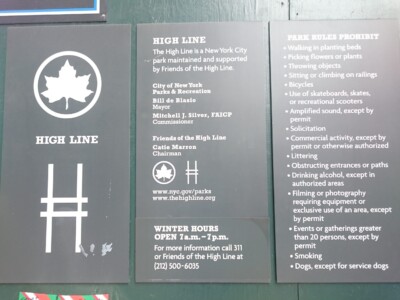 HIGH LINE
HIGH LINE
The High Line is a New York City
park maintained and supported
by Friends of the High Line.
City of New York
Parks & Recreation
Bill de Blasio
Mayor
Mitchell J. Silver, FAICP
Commissioner
Friends of the High Line
Catie Marron
Chairman
www.nyc.gov/parks
www.thehighline.org
WINTER HOURS
OPEN 7a.m. – 7p.m.
For more information call 311
or Friends of the High Line at
(212) 500-6035
PARK RULES PROHIBIT
• Walking in planting beds
• Picking flowers or plants
• Throwing objects
• Sitting or climbing on railings
• Bicycles
• Use of skateboards, skates,
or recreational scooters
• Amplified sound, except by
permit
• Solicitation
• Commercial activity, except by
permit or otherwise authorized
• Littering
• Obstructing entrances or paths
• Drinking alcohol, except in
authorized areas
• Filming or photography
requiring equipment or
exclusive use of an area, except
by permit
• Events or gatherings greater
than 20 persons, except by
permit
• Smoking
• Dogs, except for service dogs